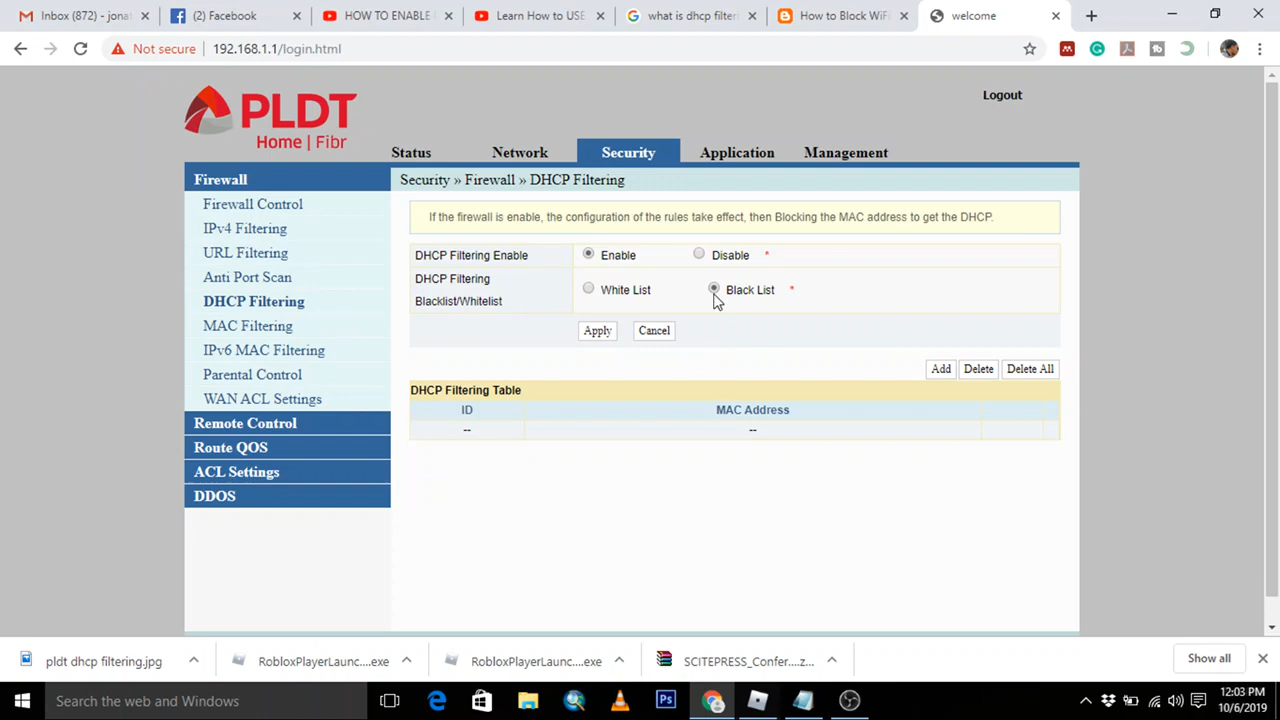 Inbox (872) - jona
(2) Facebook
HOW TO ENABLE
Learn How to USE
what is dhcp filteri
How to Block WiF
welcome
Not secure
192.168.1.1/login.html
PLDT
Home | Fibr
Logout
Status
Network
Security
Application
Management
Firewall
Firewall Control
IPv4 Filtering
URL Filtering
Anti Port Scan
DHCP Filtering
MAC Filtering
IPv6 MAC Filtering
Parental Control
WAN ACL Settings
Remote Control
Route QOS
ACL Settings
DDOS
Security » Firewall » DHCP Filtering
If the firewall is enable, the configuration of the rules take effect, then Blocking the MAC address to get the DHCP.
DHCP Filtering Enable
Enable
Disable *
DHCP Filtering
Blacklist/Whitelist
White List
Black List *
Apply
Cancel
Add
Delete
Delete All
DHCP Filtering Table
ID
MAC Address
--
--
pldt dhcp filtering.jpg
RobloxPlayerLaunc....exe
RobloxPlayerLaunc....exe
SCITEPRESS_Confer....z...
Show all
Search the web and Windows
Ps
12:03 PM
10/6/2019